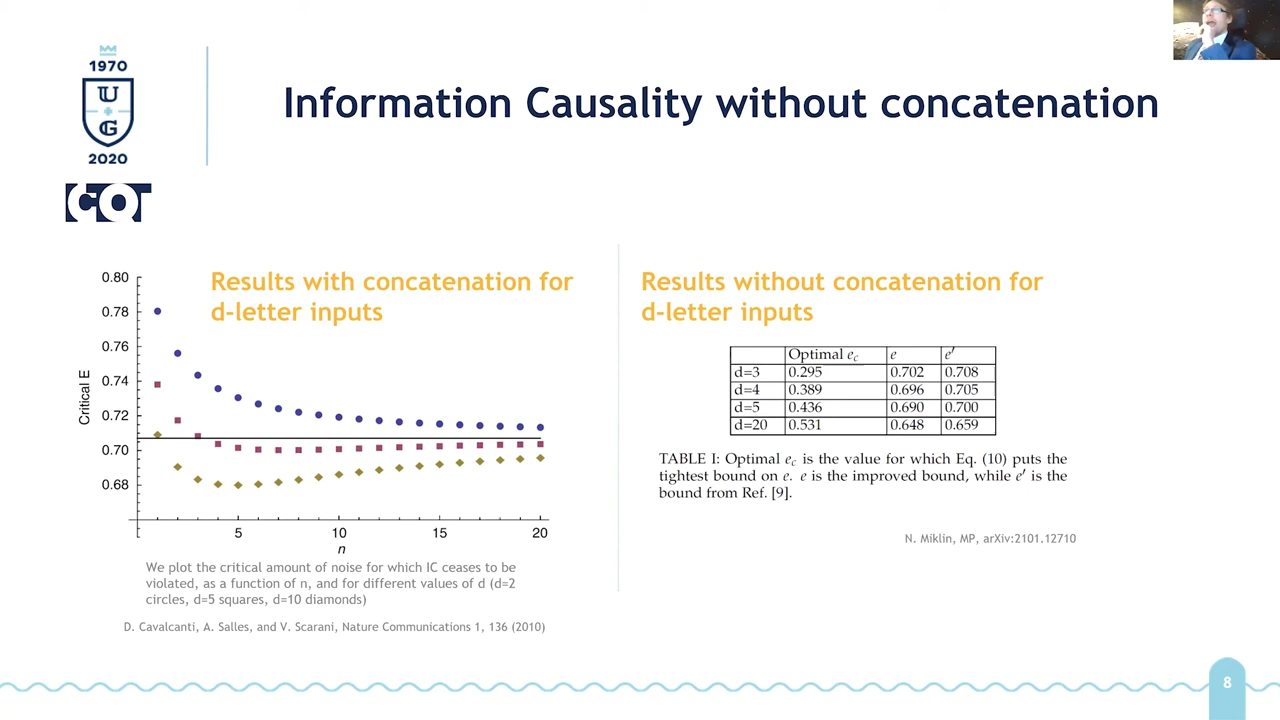 1970
UG
2020
Information Causality without concatenation
Results with concatenation for
d-letter inputs
0.80
0.78
0.76
0.74
0.72
0.70
0.68
Critical E
5
10
15
20
n
We plot the critical amount of noise for which IC ceases to be
violated, as a function of n, and for different values of d (d=2
circles, d=5 squares, d=10 diamonds)
D. Cavalcanti, A. Salles, and V. Scarani, Nature Communications 1, 136 (2010)
Results without concatenation for
d-letter inputs
Optimal e_c e e′
d=3 0.295 0.702 0.708
d=4 0.389 0.696 0.705
d=5 0.436 0.690 0.700
d=20 0.531 0.648 0.659
TABLE I: Optimal e_c is the value for which Eq. (10) puts the
tightest bound on e. e is the improved bound, while e′ is the
bound from Ref. [9].
N. Miklin, MP, arXiv:2101.12710
8